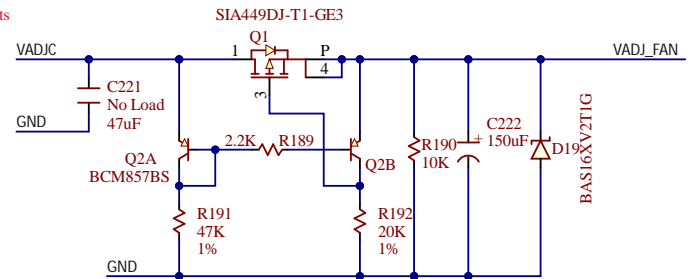 ts
SIA449DJ-T1-GE3
Q1
VADJC
1
P
4
3
VADJ_FAN
C221
No Load
47uF
GND
2.2K
R189
Q2A
BCM857BS
Q2B
R190
10K
C222
+ 150uF
D19
BAS16XV2T1G
R191
47K
1%
R192
20K
1%
GND